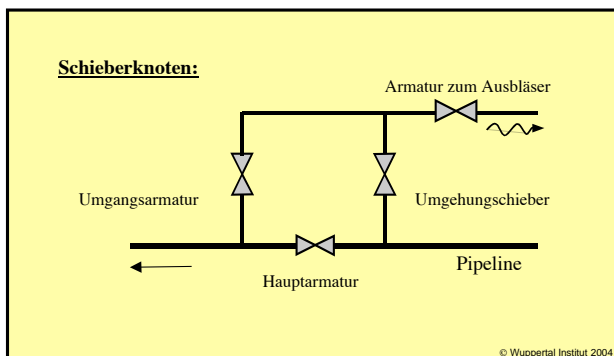 Schieberknoten:
Armatur zum Ausbläser
Umgangsarmatur
Umgehungschieber
Hauptarmatur
Pipeline
© Wuppertal Institut 2004